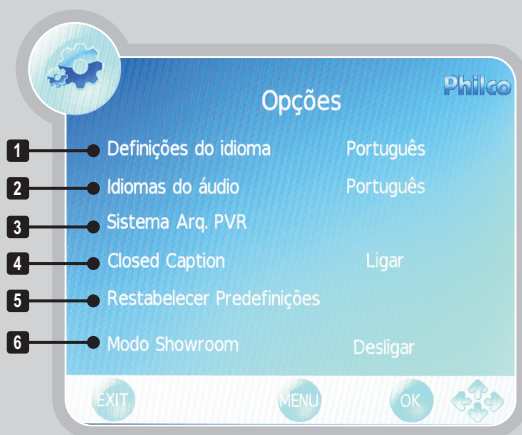 Philco
Opções
1 Definições do idioma Português
2 Idiomas do áudio Português
3 Sistema Arq. PVR
4 Closed Caption Ligar
5 Restabelecer Predefinições
6 Modo Showroom Desligar
EXIT MENU OK